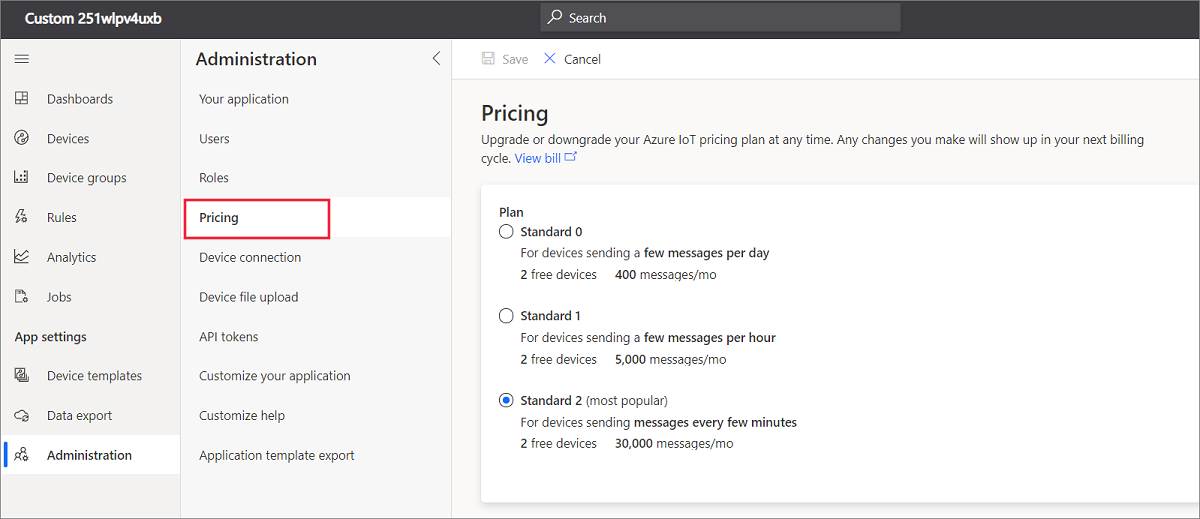 Custom 251wlpv4uxb
Search
Dashboards
Devices
Device groups
Rules
Analytics
Jobs
App settings
Device templates
Data export
Administration
Administration
Your application
Users
Roles
Pricing
Device connection
Device file upload
API tokens
Customize your application
Customize help
Application template export
Save Cancel
Pricing
Upgrade or downgrade your Azure IoT pricing plan at any time. Any changes you make will show up in your next billing
cycle. View bill
Plan
Standard 0
For devices sending a few messages per day
2 free devices 400 messages/mo
Standard 1
For devices sending a few messages per hour
2 free devices 5,000 messages/mo
Standard 2 (most popular)
For devices sending messages every few minutes
2 free devices 30,000 messages/mo